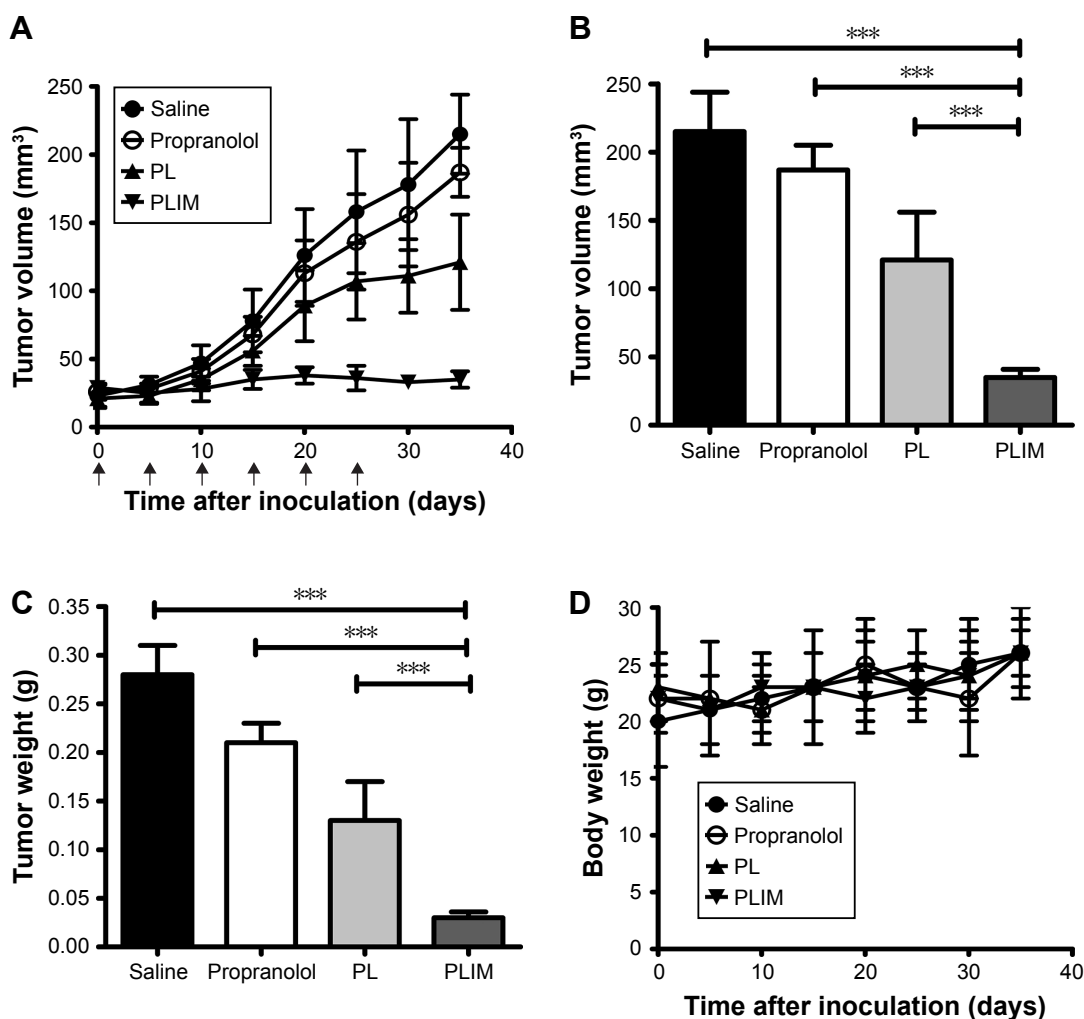 A
Tumor volume (mm³)
250
200
150
100
50
0
Saline
Propranolol
PL
PLIM
0 10 20 30 40
Time after inoculation (days)
B
Tumor volume (mm³)
250
200
150
100
50
0
***
***
***
Saline Propranolol PL PLIM
C
Tumor weight (g)
0.35
0.30
0.25
0.20
0.15
0.10
0.05
0.00
***
***
***
Saline Propranolol PL PLIM
D
Body weight (g)
30
25
20
15
10
5
0
Saline
Propranolol
PL
PLIM
0 10 20 30 40
Time after inoculation (days)